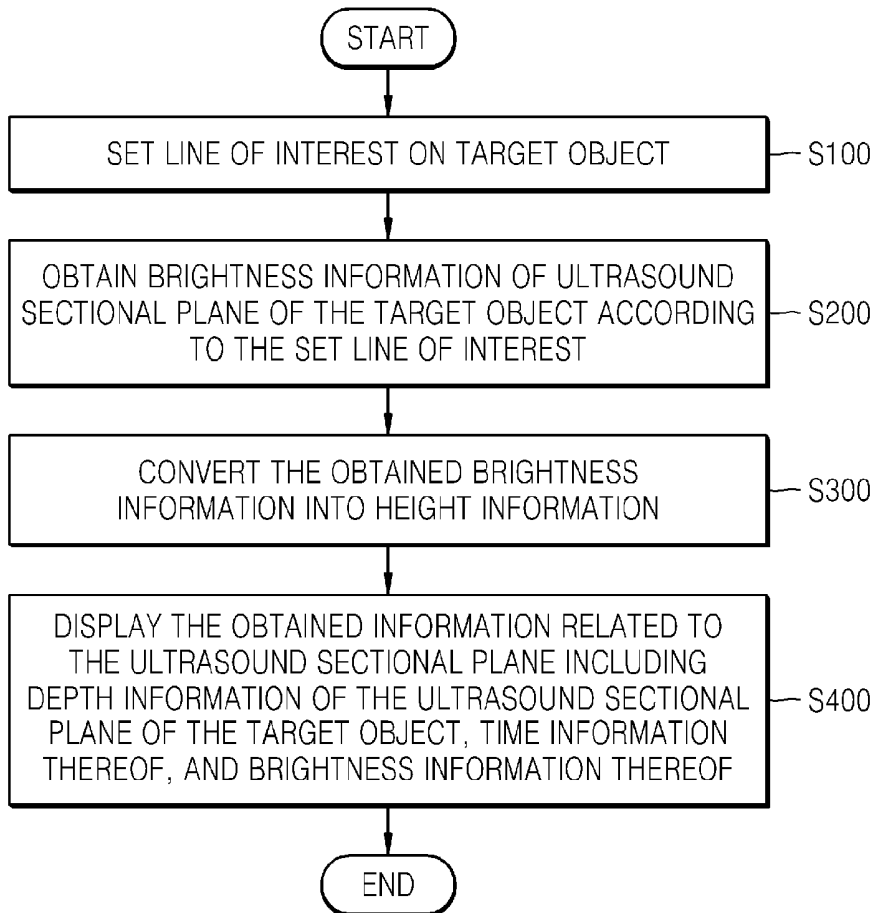 START
SET LINE OF INTEREST ON TARGET OBJECT
S100
OBTAIN BRIGHTNESS INFORMATION OF ULTRASOUND
SECTIONAL PLANE OF THE TARGET OBJECT ACCORDING
TO THE SET LINE OF INTEREST
S200
CONVERT THE OBTAINED BRIGHTNESS
INFORMATION INTO HEIGHT INFORMATION
S300
DISPLAY THE OBTAINED INFORMATION RELATED TO
THE ULTRASOUND SECTIONAL PLANE INCLUDING
DEPTH INFORMATION OF THE ULTRASOUND SECTIONAL
PLANE OF THE TARGET OBJECT, TIME INFORMATION
THEREOF, AND BRIGHTNESS INFORMATION THEREOF
S400
END